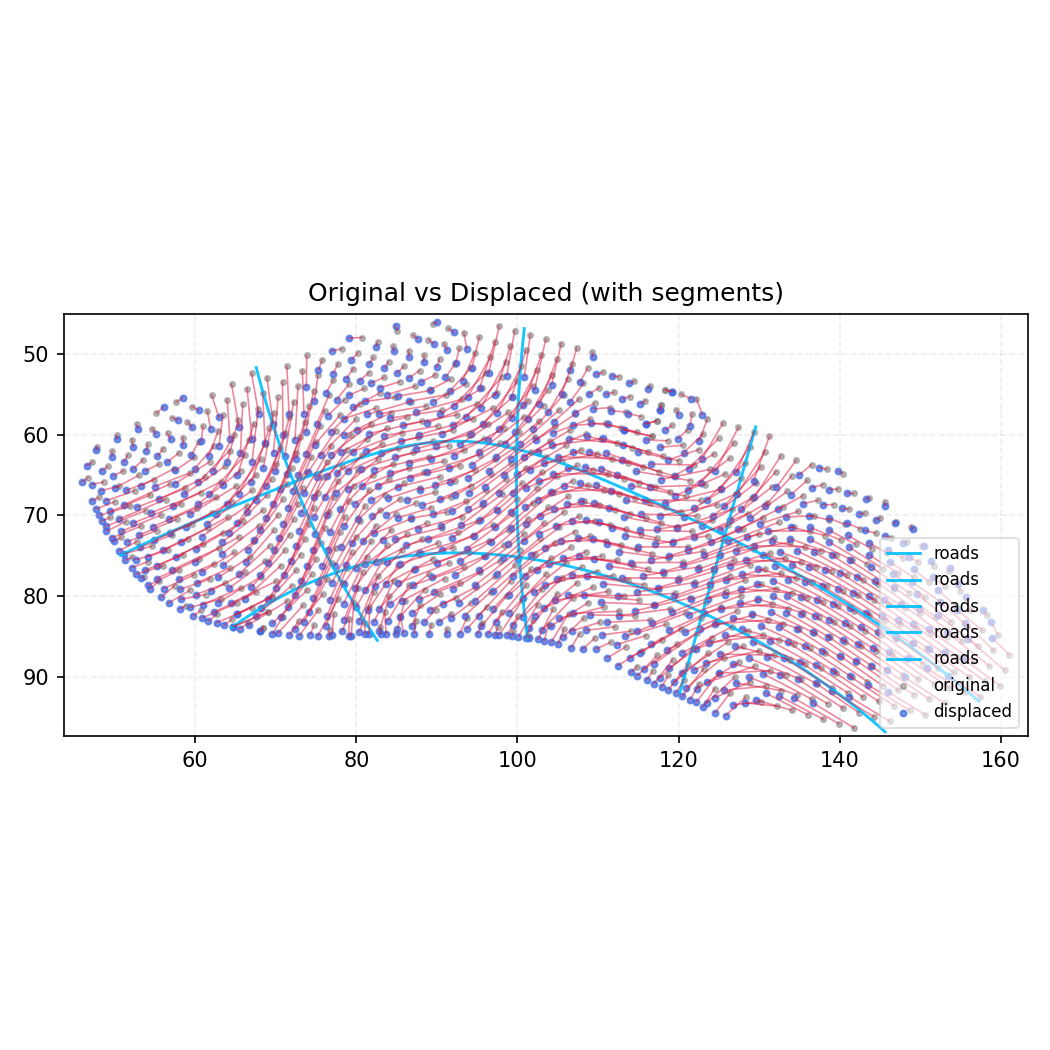 Original vs Displaced (with segments)
50
60
70
80
90
roads
roads
roads
roads
roads
original
displaced
60 80 100 120 140 160